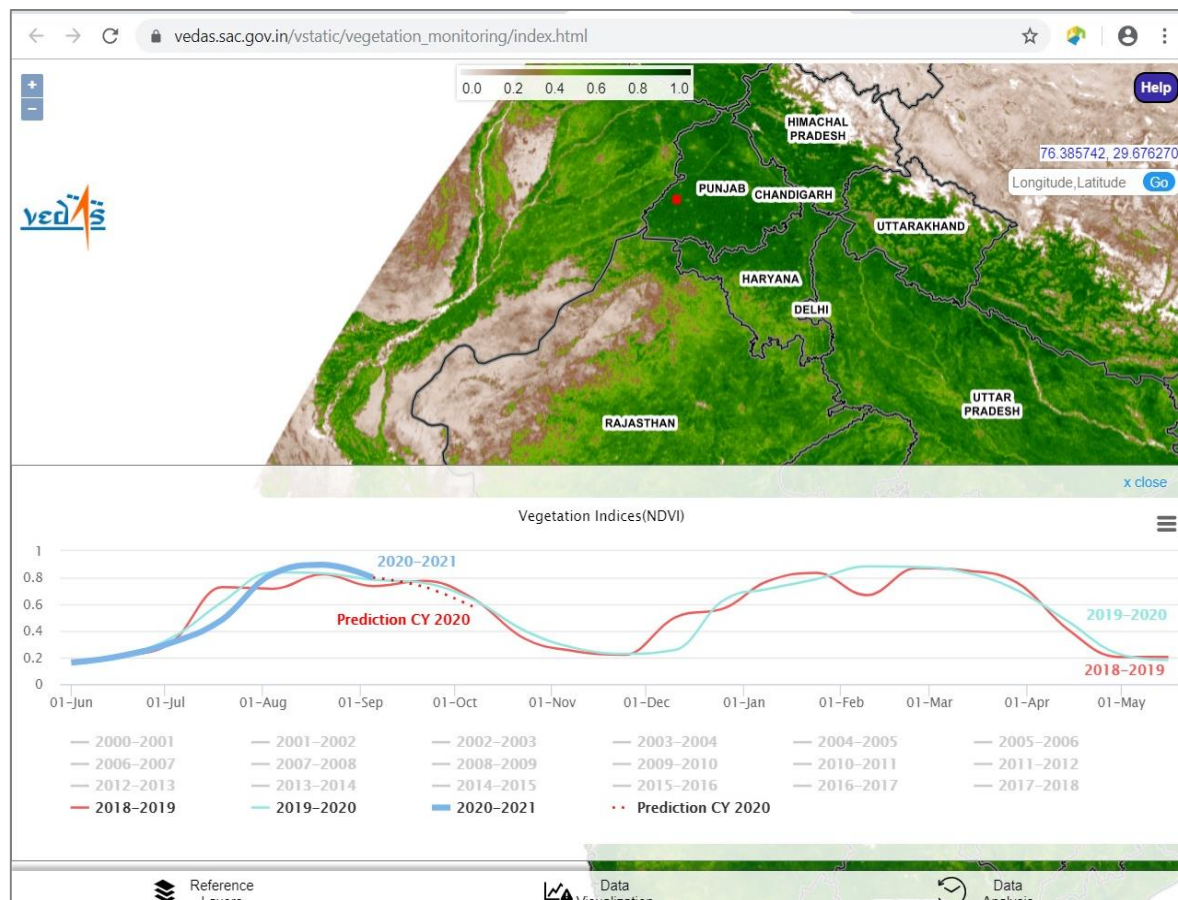 vedas.sac.gov.in/vstatic/vegetation_monitoring/index.html
+
−
0.0 0.2 0.4 0.6 0.8 1.0
Help
HIMACHAL
PRADESH
76.385742, 29.676270
Longitude,Latitude Go
PUNJAB
CHANDIGARH
vedas
UTTARAKHAND
HARYANA
DELHI
UTTAR
PRADESH
RAJASTHAN
x close
Vegetation Indices(NDVI)
1
0.8
0.6
0.4
0.2
0
2020-2021
Prediction CY 2020
2019-2020
2018-2019
01-Jun 01-Jul 01-Aug 01-Sep 01-Oct 01-Nov 01-Dec 01-Jan 01-Feb 01-Mar 01-Apr 01-May
2000-2001 2001-2002 2002-2003 2003-2004 2004-2005 2005-2006
2006-2007 2007-2008 2008-2009 2009-2010 2010-2011 2011-2012
2012-2013 2013-2014 2014-2015 2015-2016 2016-2017 2017-2018
2018-2019 2019-2020 2020-2021 Prediction CY 2020
Reference Data Data
Layers Visualization Analysis